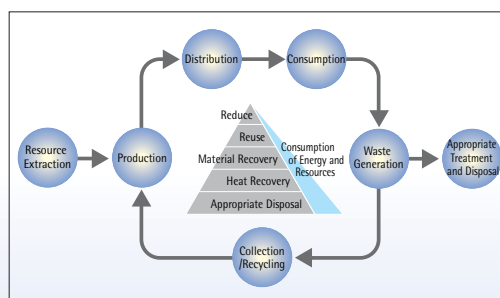 Distribution
Consumption
Resource
Extraction
Production
Reduce
Reuse
Material Recovery
Heat Recovery
Appropriate Disposal
Consumption
of Energy and
Resources
Waste
Generation
Appropriate
Treatment
and Disposal
Collection
/Recycling